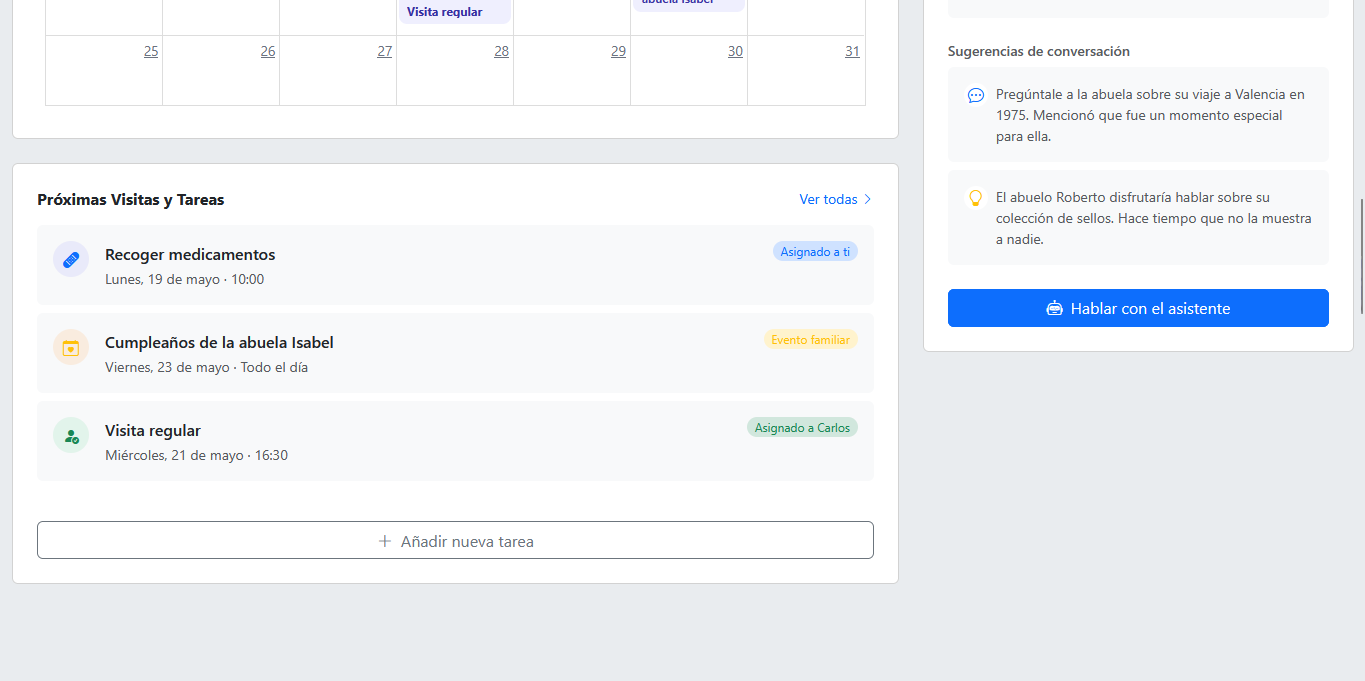 Visita regular
abuela Isabel
25 26 27 28 29 30 31
Próximas Visitas y Tareas
Ver todas
Recoger medicamentos
Asignado a ti
Lunes, 19 de mayo · 10:00
Cumpleaños de la abuela Isabel
Evento familiar
Viernes, 23 de mayo · Todo el día
Visita regular
Asignado a Carlos
Miércoles, 21 de mayo · 16:30
Añadir nueva tarea
Sugerencias de conversación
Pregúntale a la abuela sobre su viaje a Valencia en
1975. Mencionó que fue un momento especial
para ella.
El abuelo Roberto disfrutaría hablar sobre su
colección de sellos. Hace tiempo que no la muestra
a nadie.
Hablar con el asistente